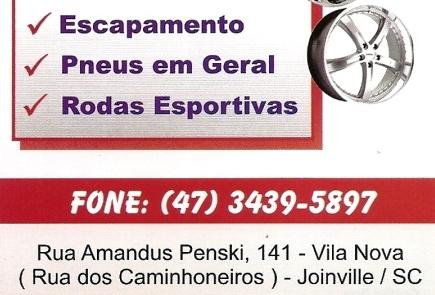 Escapamento
Pneus em Geral
Rodas Esportivas
FONE: (47) 3439-5897
Rua Amandus Penski, 141 - Vila Nova
( Rua dos Caminhoneiros ) - Joinville / SC